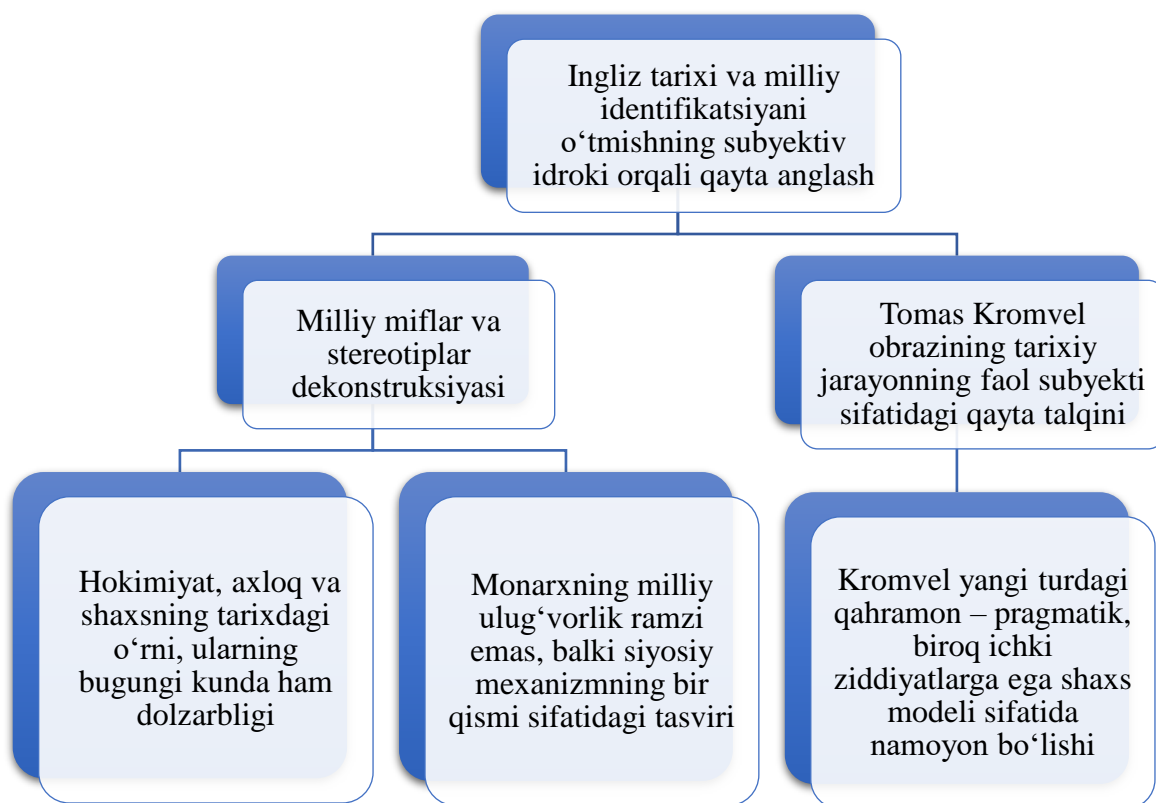 Ingliz tarixi va milliy
identifikatsiyani
o‘tmishning subyektiv
idroki orqali qayta anglash
Milliy miflar va
stereotiplar
dekonstruksiyasi
Tomas Kromvel
obrazining tarixiy
jarayonning faol subyekti
sifatidagi qayta talqini
Hokimiyat, axloq va
shaxsning tarixdagi
o‘rni, ularning
bugungi kunda ham
dolzarbligi
Monarxning milliy
ulug‘vorlik ramzi
emas, balki siyosiy
mexanizmning bir
qismi sifatidagi tasviri
Kromvel yangi turdagi
qahramon – pragmatik,
biroq ichki
ziddiyatlarga ega shaxs
modeli sifatida
namoyon bo‘lishi